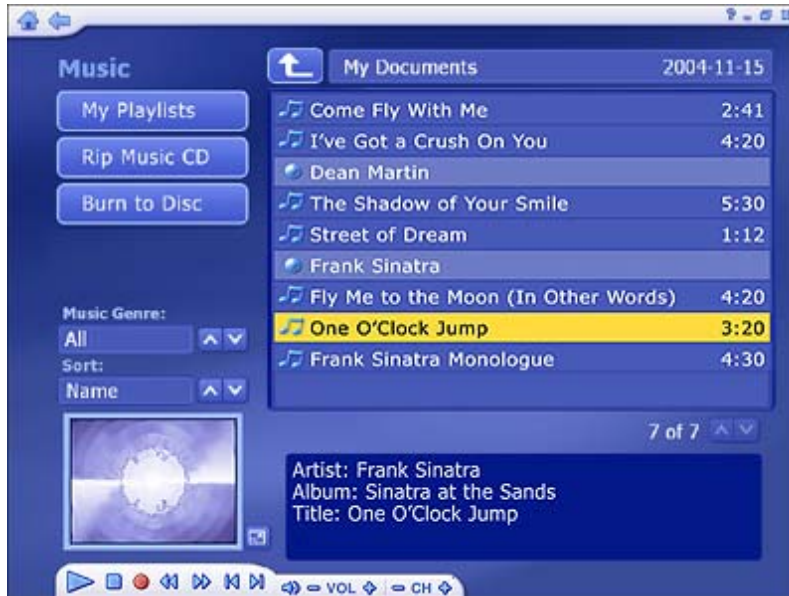 Music
My Playlists
Rip Music CD
Burn to Disc
Music Genre:
All
Sort:
Name
My Documents 2004-11-15
Come Fly With Me 2:41
I've Got a Crush On You 4:20
Dean Martin
The Shadow of Your Smile 5:30
Street of Dream 1:12
Frank Sinatra
Fly Me to the Moon (In Other Words) 4:20
One O'Clock Jump 3:20
Frank Sinatra Monologue 4:30
7 of 7
Artist: Frank Sinatra
Album: Sinatra at the Sands
Title: One O'Clock Jump
VOL CH